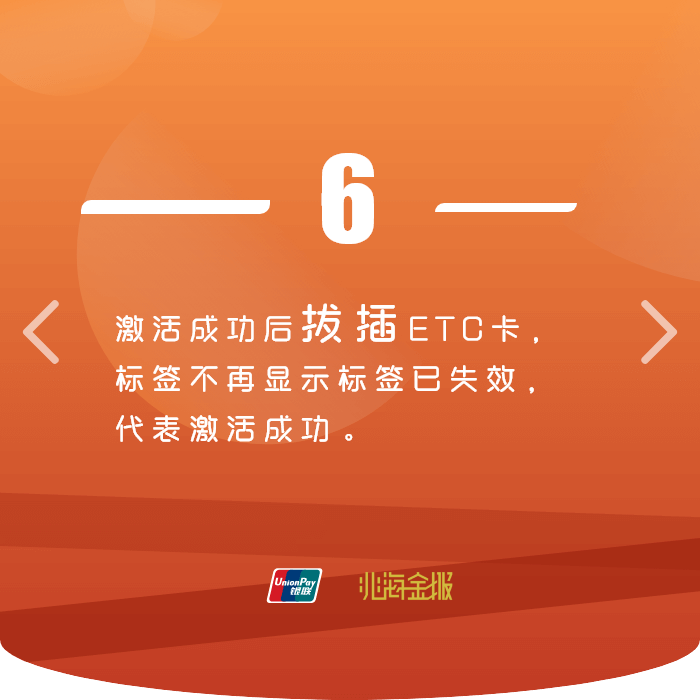 6
激活成功后拔插ETC卡，
标签不再显示标签已失效，
代表激活成功。
UnionPay
银联
北海金服